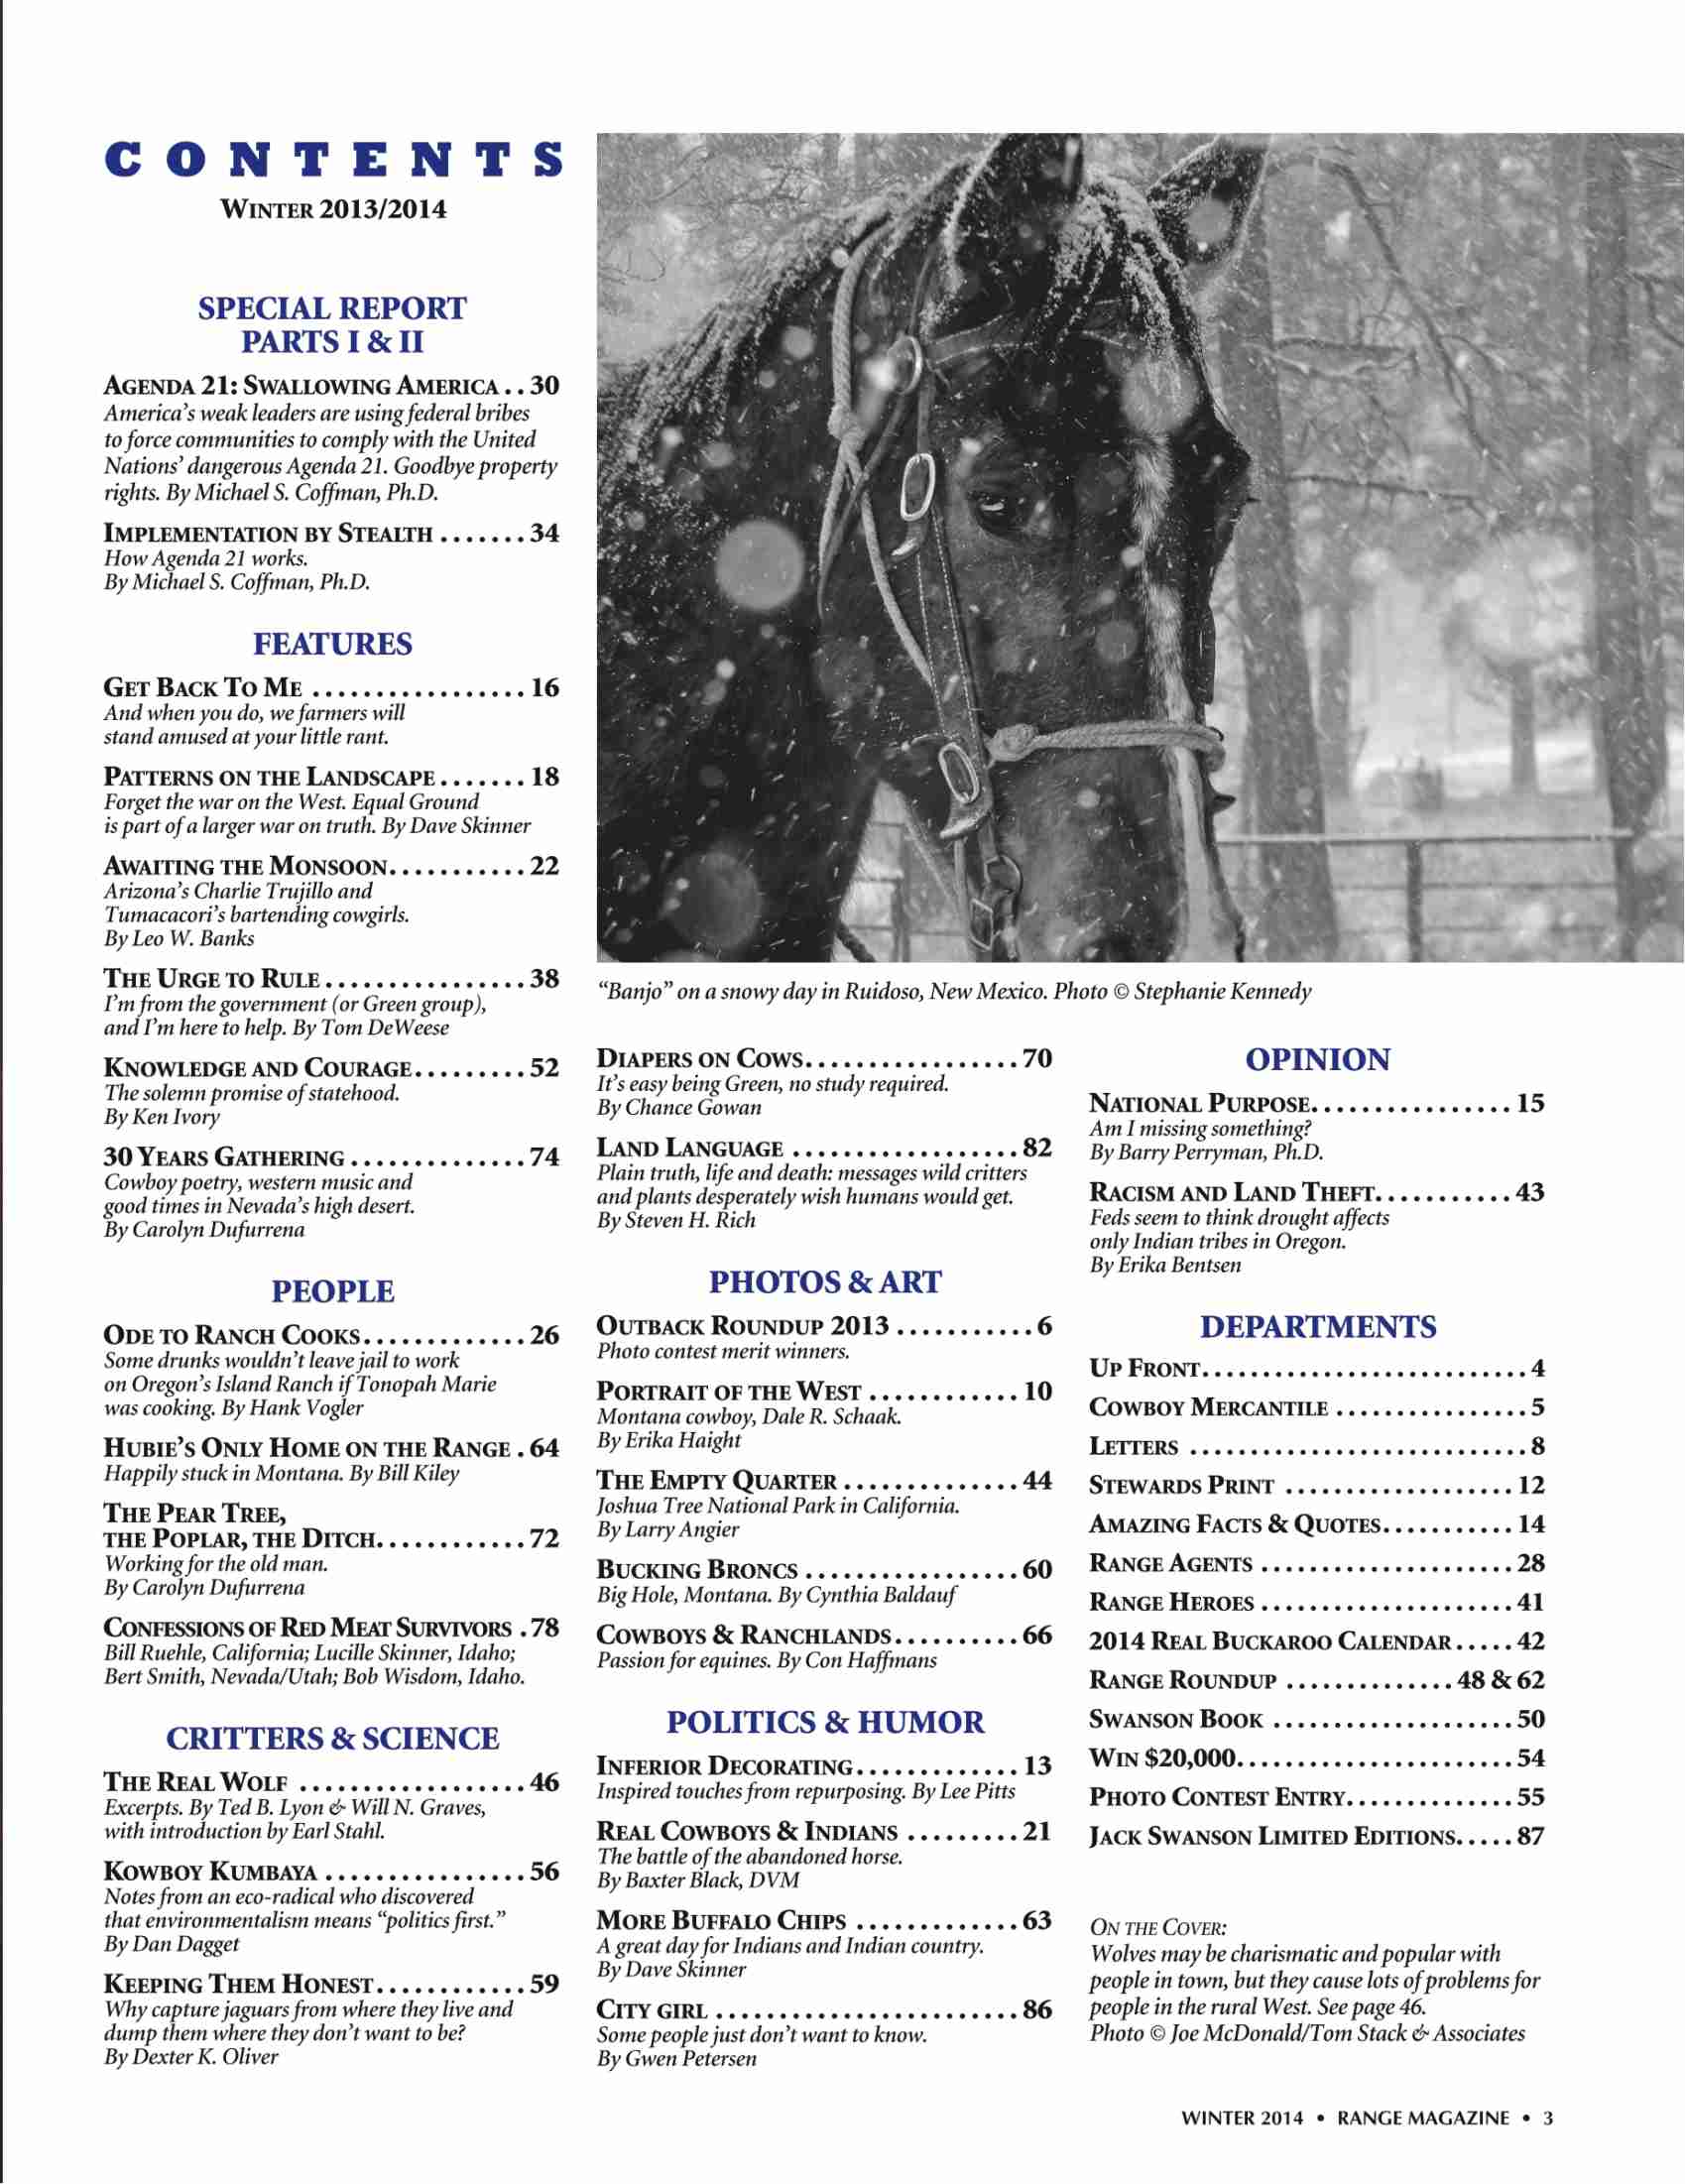 CONTENTS
WINTER 2013/2014
SPECIAL REPORT
PARTS I & II
AGENDA 21: SWALLOWING AMERICA . . 30
America's weak leaders are using federal bribes
to force communities to comply with the United
Nations' dangerous Agenda 21. Goodbye property
rights. By Michael S. Coffman, Ph.D.
IMPLEMENTATION BY STEALTH . . . . . . . 34
How Agenda 21 works.
By Michael S. Coffman, Ph.D.
FEATURES
GET BACK TO ME . . . . . . . . . . . . . . . . . 16
And when you do, we farmers will
stand amused at your little rant.
PATTERNS ON THE LANDSCAPE . . . . . . . 18
Forget the war on the West. Equal Ground
is part of a larger war on truth. By Dave Skinner
AWAITING THE MONSOON. . . . . . . . . . . 22
Arizona's Charlie Trujillo and
Tumacacori's bartending cowgirls.
By Leo W. Banks
THE URGE TO RULE . . . . . . . . . . . . . . . . 38
I'm from the government (or Green group),
and I'm here to help. By Tom DeWeese
KNOWLEDGE AND COURAGE. . . . . . . . . 52
The solemn promise of statehood.
By Ken Ivory
30 YEARS GATHERING . . . . . . . . . . . . . . 74
Cowboy poetry, western music and
good times in Nevada's high desert.
By Carolyn Dufurrena
PEOPLE
ODE TO RANCH COOKS. . . . . . . . . . . . . 26
Some drunks wouldn't leave jail to work
on Oregon's Island Ranch if Tonopah Marie
was cooking. By Hank Vogler
HUBIE'S ONLY HOME ON THE RANGE . 64
Happily stuck in Montana. By Bill Kiley
THE PEAR TREE,
THE POPLAR, THE DITCH. . . . . . . . . . . . 72
Working for the old man.
By Carolyn Dufurrena
CONFESSIONS OF RED MEAT SURVIVORS . 78
Bill Ruehle, California; Lucille Skinner, Idaho;
Bert Smith, Nevada/Utah; Bob Wisdom, Idaho.
CRITTERS & SCIENCE
THE REAL WOLF . . . . . . . . . . . . . . . . . . 46
Excerpts. By Ted B. Lyon & Will N. Graves,
with introduction by Earl Stahl.
KOWBOY KUMBAYA . . . . . . . . . . . . . . . . 56
Notes from an eco-radical who discovered
that environmentalism means "politics first."
By Dan Dagget
KEEPING THEM HONEST. . . . . . . . . . . . 59
Why capture jaguars from where they live and
dump them where they don't want to be?
By Dexter K. Oliver
"Banjo" on a snowy day in Ruidoso, New Mexico. Photo © Stephanie Kennedy
DIAPERS ON COWS. . . . . . . . . . . . . . . . . 70
It's easy being Green, no study required.
By Chance Gowan
LAND LANGUAGE . . . . . . . . . . . . . . . . . . 82
Plain truth, life and death: messages wild critters
and plants desperately wish humans would get.
By Steven H. Rich
PHOTOS & ART
OUTBACK ROUNDUP 2013 . . . . . . . . . . . 6
Photo contest merit winners.
PORTRAIT OF THE WEST . . . . . . . . . . . . 10
Montana cowboy, Dale R. Schaak.
By Erika Haight
THE EMPTY QUARTER . . . . . . . . . . . . . . 44
Joshua Tree National Park in California.
By Larry Angier
BUCKING BRONCS . . . . . . . . . . . . . . . . . 60
Big Hole, Montana. By Cynthia Baldauf
COWBOYS & RANCHLANDS. . . . . . . . . . 66
Passion for equines. By Con Haffmans
POLITICS & HUMOR
INFERIOR DECORATING. . . . . . . . . . . . . 13
Inspired touches from repurposing. By Lee Pitts
REAL COWBOYS & INDIANS . . . . . . . . . 21
The battle of the abandoned horse.
By Baxter Black, DVM
MORE BUFFALO CHIPS . . . . . . . . . . . . . 63
A great day for Indians and Indian country.
By Dave Skinner
CITY GIRL . . . . . . . . . . . . . . . . . . . . . . . . 86
Some people just don't want to know.
By Gwen Petersen
OPINION
NATIONAL PURPOSE. . . . . . . . . . . . . . . . 15
Am I missing something?
By Barry Perryman, Ph.D.
RACISM AND LAND THEFT. . . . . . . . . . . 43
Feds seem to think drought affects
only Indian tribes in Oregon.
By Erika Bentsen
DEPARTMENTS
UP FRONT. . . . . . . . . . . . . . . . . . . . . . . . . . 4
COWBOY MERCANTILE . . . . . . . . . . . . . . . 5
LETTERS . . . . . . . . . . . . . . . . . . . . . . . . . . . 8
STEWARDS PRINT . . . . . . . . . . . . . . . . . . 12
AMAZING FACTS & QUOTES. . . . . . . . . . . 14
RANGE AGENTS . . . . . . . . . . . . . . . . . . . . 28
RANGE HEROES . . . . . . . . . . . . . . . . . . . . 41
2014 REAL BUCKAROO CALENDAR . . . . . 42
RANGE ROUNDUP . . . . . . . . . . . . . . 48 & 62
SWANSON BOOK . . . . . . . . . . . . . . . . . . . 50
WIN $20,000. . . . . . . . . . . . . . . . . . . . . . . 54
PHOTO CONTEST ENTRY. . . . . . . . . . . . . . 55
JACK SWANSON LIMITED EDITIONS. . . . . 87
ON THE COVER:
Wolves may be charismatic and popular with
people in town, but they cause lots of problems for
people in the rural West. See page 46.
Photo © Joe McDonald/Tom Stack & Associates
WINTER 2014 • RANGE MAGAZINE • 3